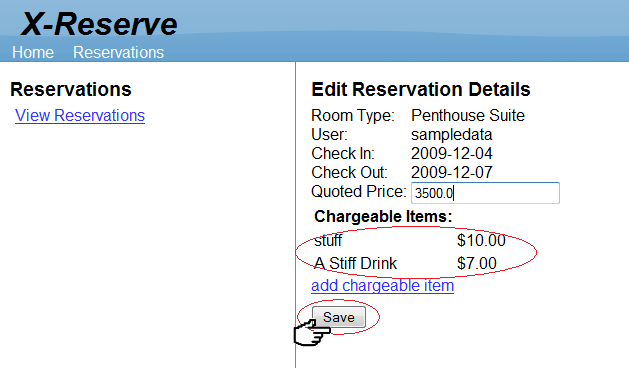 X-Reserve
Home Reservations
Reservations
View Reservations
Edit Reservation Details
Room Type: Penthouse Suite
User: sampledata
Check In: 2009-12-04
Check Out: 2009-12-07
Quoted Price: 3500.0
Chargeable Items:
stuff $10.00
A Stiff Drink $7.00
add chargeable item
Save